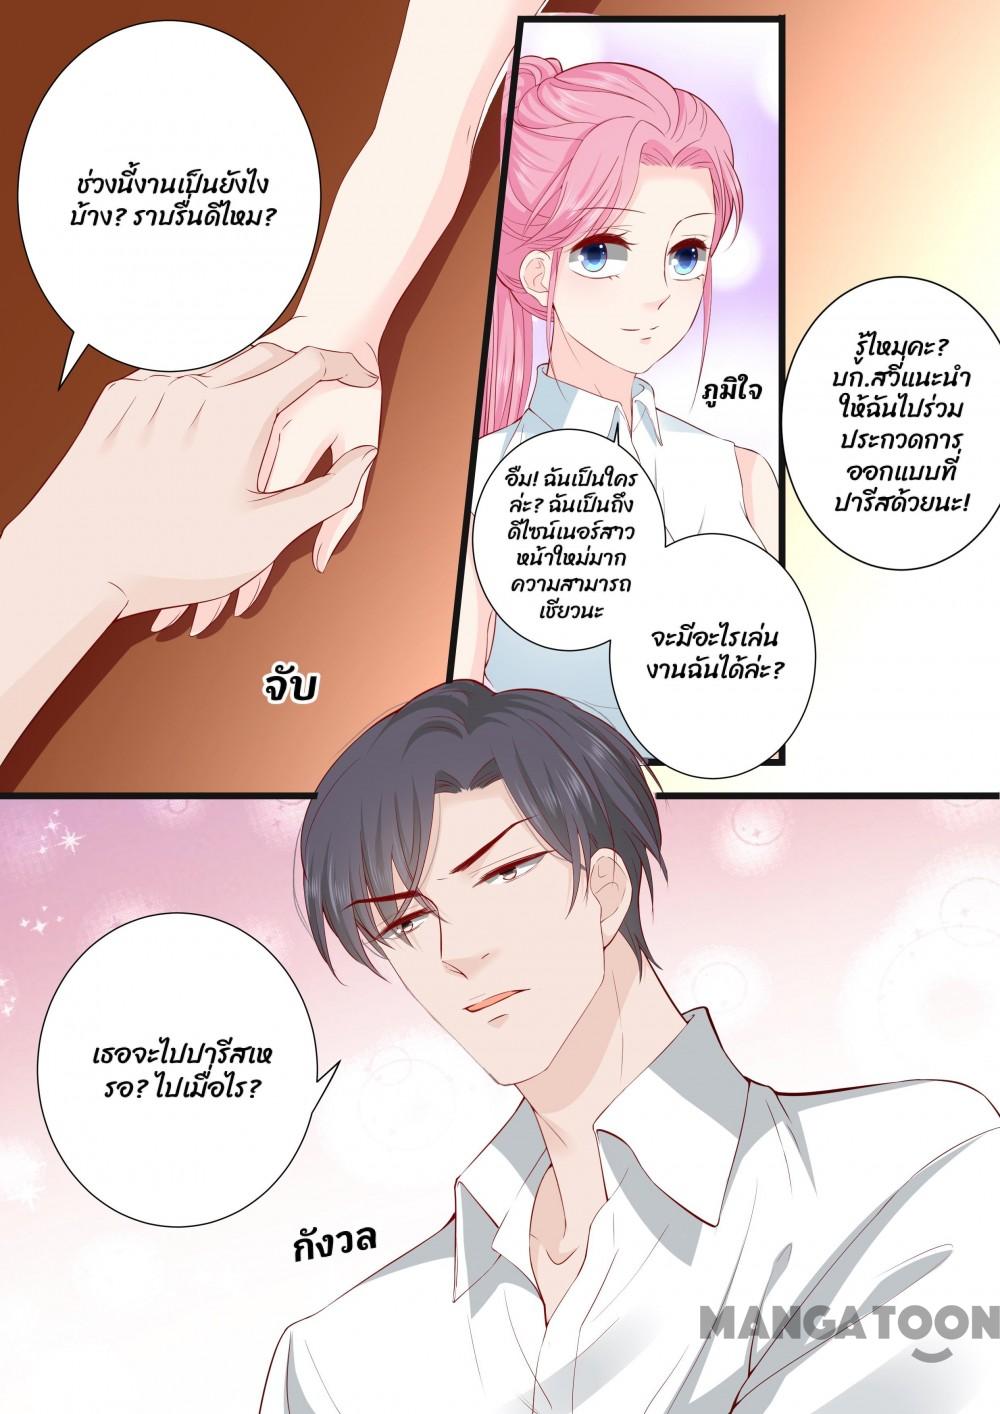 ช่วงนี้งานเป็นยังไง
บ้าง? ราบรื่นดีไหม?
จับ
ภูมิใจ
อืม! ฉันเป็นใคร
ล่ะ? ฉันเป็นถึง
ดีไซน์เนอร์สาว
หน้าใหม่มาก
ความสามารถ
เชียวนะ
จะมีอะไรเล่น
งานฉันได้ล่ะ?
รู้ไหมคะ?
บก.สวี่แนะนำ
ให้ฉันไปร่วม
ประกวดการ
ออกแบบที่
ปารีสด้วยนะ!
เธอจะไปปารีสเห
รอ? ไปเมื่อไร?
กังวล
MANGATOON